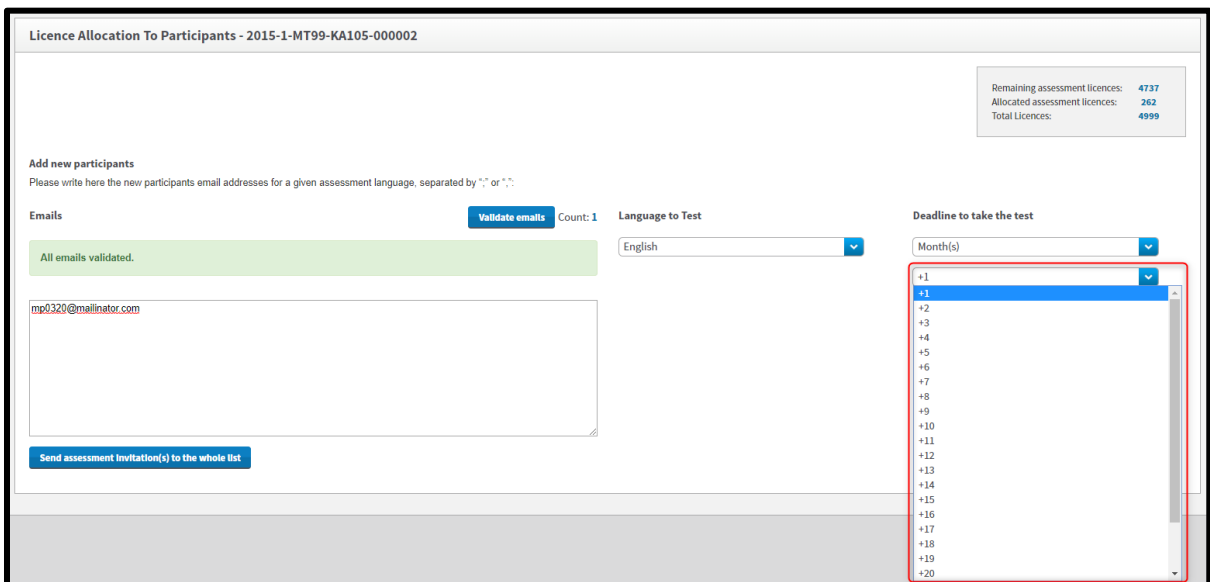 Licence Allocation To Participants - 2015-1-MT99-KA105-000002
Remaining assessment licences: 4737
Allocated assessment licences: 262
Total Licences: 4999
Add new participants
Please write here the new participants email addresses for a given assessment language, separated by ";" or ",":
Emails
Validate emails Count: 1
All emails validated.
mp0320@mailinator.com
Send assessment invitation(s) to the whole list
Language to Test
English
Deadline to take the test
Month(s)
+1
+1
+2
+3
+4
+5
+6
+7
+8
+9
+10
+11
+12
+13
+14
+15
+16
+17
+18
+19
+20